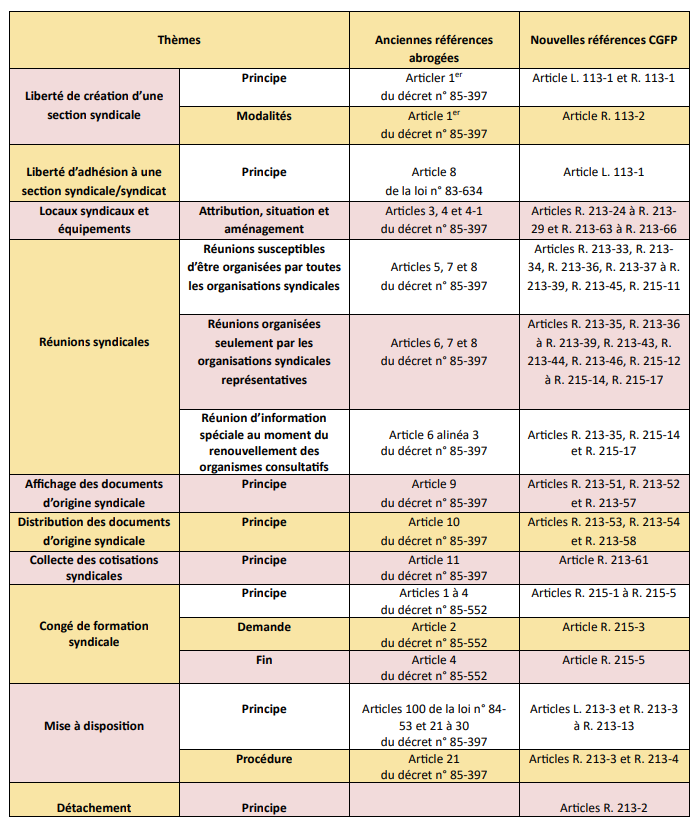 Thèmes
Anciennes références
abrogées
Nouvelles références CGFP
Liberté de création d'une
section syndicale
Principe
Articler 1er
du décret n° 85-397
Article L. 113-1 et R. 113-1
Modalités
Article 1er
du décret n° 85-397
Article R. 113-2
Liberté d'adhésion à une
section syndicale/syndicat
Principe
Article 8
de la loi n° 83-634
Article L. 113-1
Locaux syndicaux et
équipements
Attribution, situation et
aménagement
Articles 3, 4 et 4-1
du décret n° 85-397
Articles R. 213-24 à R. 213-
29 et R. 213-63 à R. 213-66
Réunions syndicales
Réunions susceptibles
d'être organisées par toutes
les organisations syndicales
Articles 5, 7 et 8
du décret n° 85-397
Articles R. 213-33, R. 213-
34, R. 213-36, R. 213-37 à R.
213-39, R. 213-45, R. 215-11
Réunions organisées
seulement par les
organisations syndicales
représentatives
Articles 6, 7 et 8
du décret n° 85-397
Articles R. 213-35, R. 213-36
à R. 213-39, R. 213-43, R.
213-44, R. 213-46, R. 215-12
à R. 215-14, R. 215-17
Réunion d'information
spéciale au moment du
renouvellement des
organismes consultatifs
Article 6 alinéa 3
du décret n° 85-397
Articles R. 213-35, R. 215-14
et R. 215-17
Affichage des documents
d'origine syndicale
Principe
Article 9
du décret n° 85-397
Articles R. 213-51, R. 213-52
et R. 213-57
Distribution des documents
d'origine syndicale
Principe
Article 10
du décret n° 85-397
Articles R. 213-53, R. 213-54
et R. 213-58
Collecte des cotisations
syndicales
Principe
Article 11
du décret n° 85-397
Article R. 213-61
Congé de formation
syndicale
Principe
Articles 1 à 4
du décret n° 85-552
Articles R. 215-1 à R. 215-5
Demande
Article 2
du décret n° 85-552
Article R. 215-3
Fin
Article 4
du décret n° 85-552
Article R. 215-5
Mise à disposition
Principe
Articles 100 de la loi n° 84-
53 et 21 à 30
du décret n° 85-397
Articles L. 213-3 et R. 213-3
à R. 213-13
Procédure
Article 21
du décret n° 85-397
Articles R. 213-3 et R. 213-4
Détachement
Principe
Articles R. 213-2